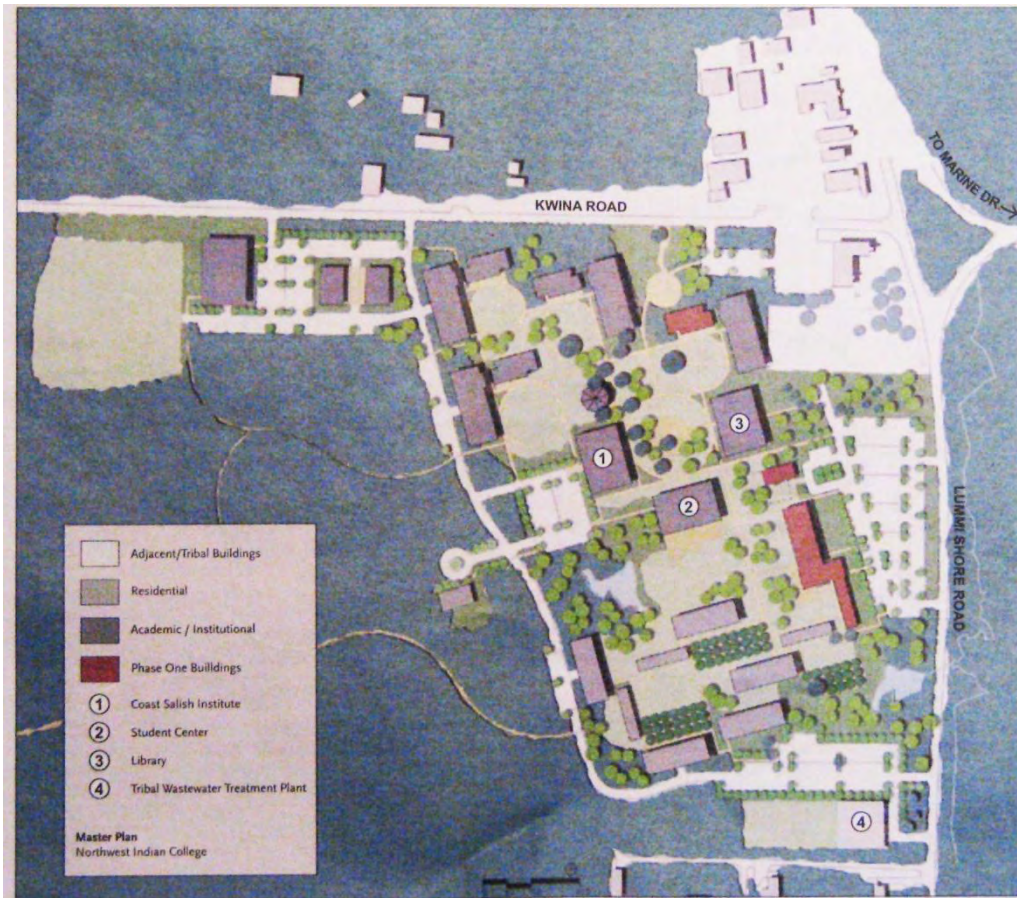 TO MARINE DR.
KWINA ROAD
3
1
2
LUMMI SHORE ROAD
4
Adjacent/Tribal Buildings
Residential
Academic / Institutional
Phase One Builldings
1 Coast Salish Institute
2 Student Center
3 Library
4 Tribal Wastewater Treatment Plant
Master Plan
Northwest Indian College